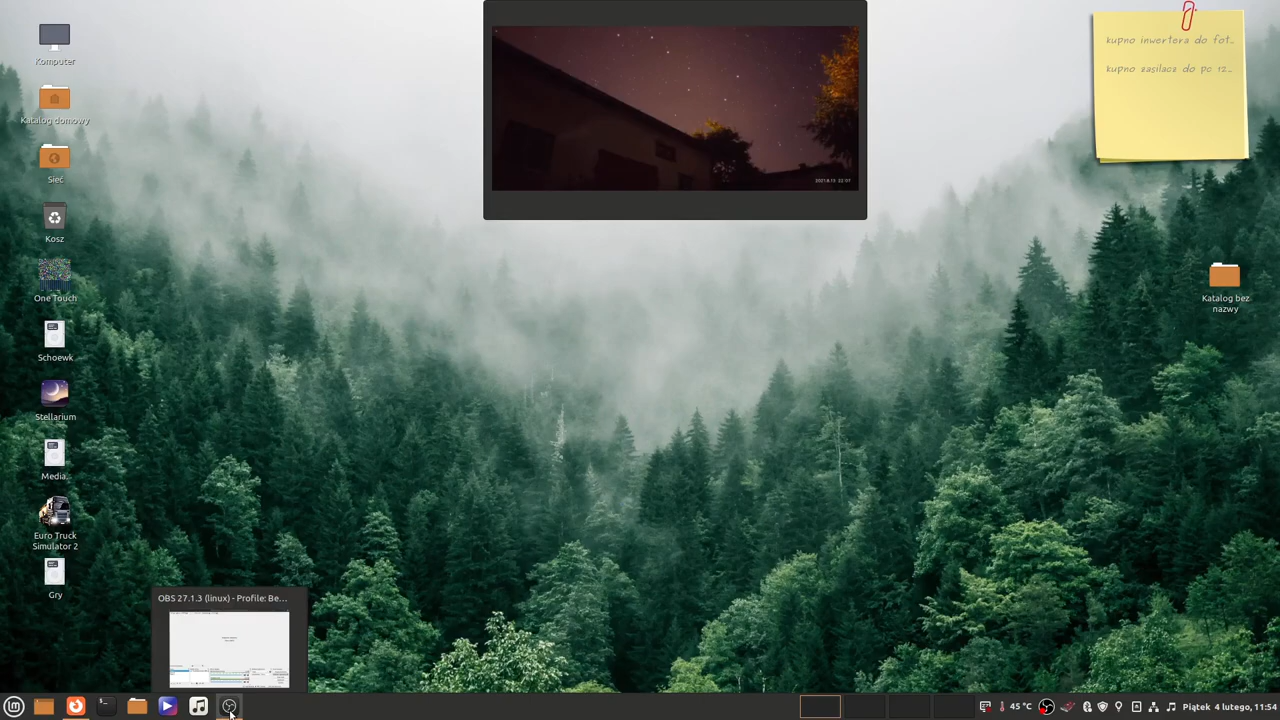 Komputer
Katalog domowy
Sieć
Kosz
One Touch
Schoewk
Stellarium
Media.
Euro Truck
Simulator 2
Gry
kupno inwertera do fot...
kupno zasilacz do pc 12...
Katalog bez
nazwy
OBS 27.1.3 (linux) - Profile: Be...
45 °C
Piątek 4 lutego, 11:54